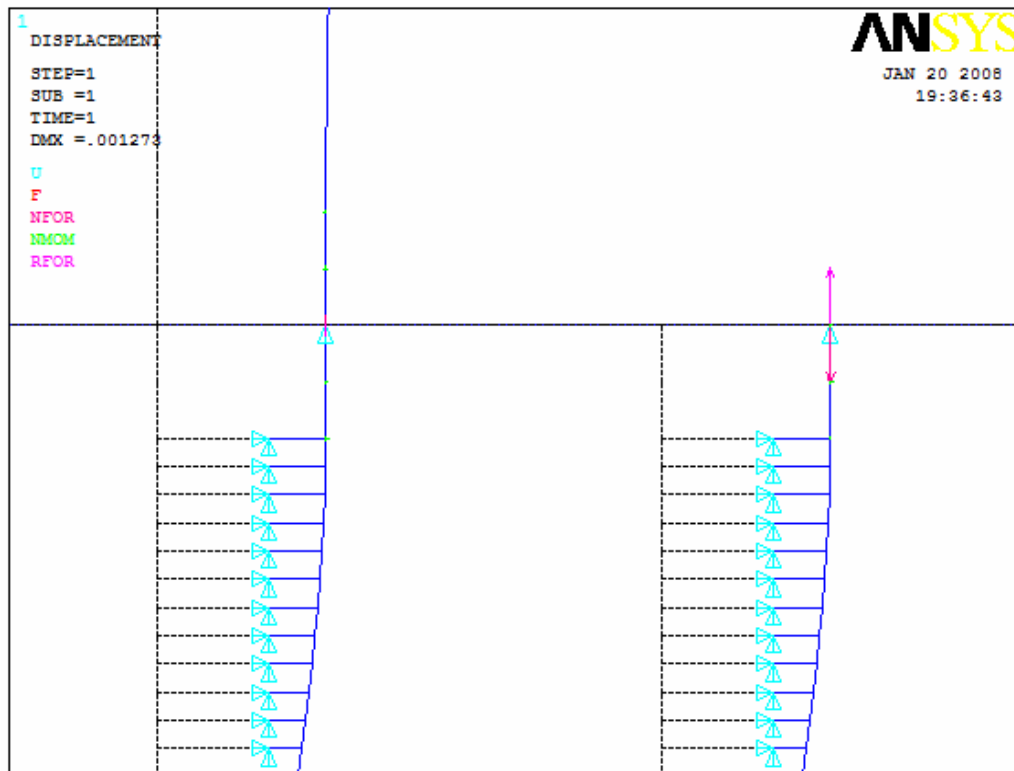 1
DISPLACEMENT
STEP=1
SUB =1
TIME=1
DMX =.001273
U
F
NFOR
NMOM
RFOR
ANSYS
JAN 20 2008
19:36:43